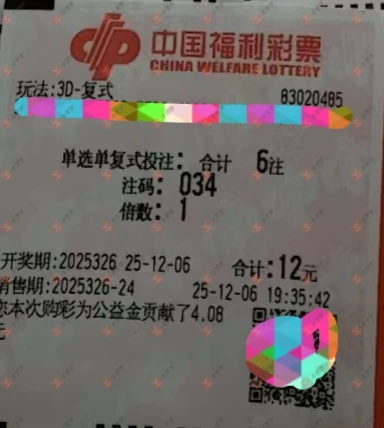 中国福利彩票
CHINA WELFARE LOTTERY
玩法:3D-复式
83020485
单选单复式投注: 合计 6注
注码: 034
倍数: 1
开奖期:2025326 25-12-06 合计:12元
销售期:2025326-24 25-12-06 19:35:42
您本次购彩为公益金贡献了4.08
元